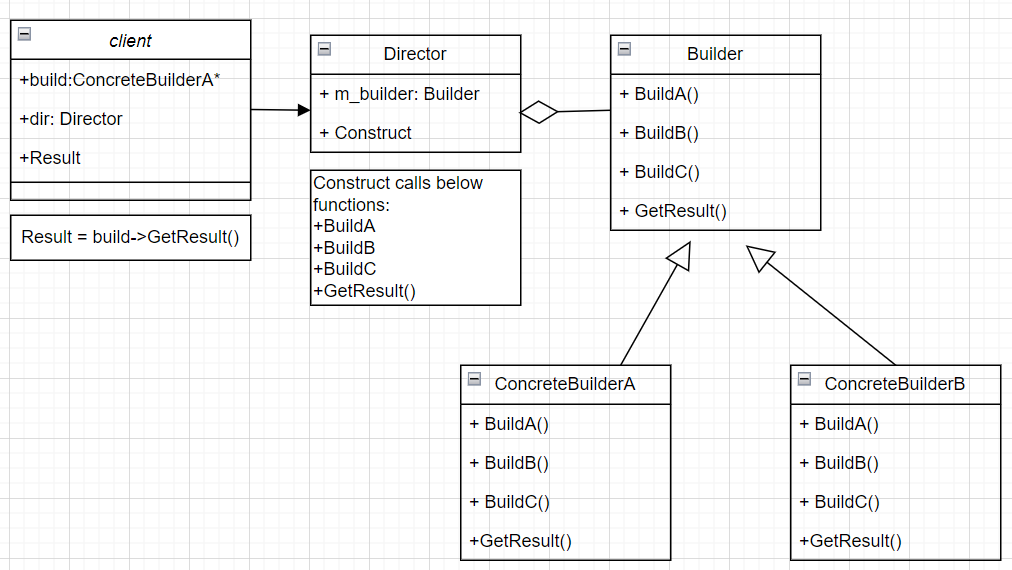 client
+build:ConcreteBuilderA*
+dir: Director
+Result
Result = build->GetResult()
Director
+ m_builder: Builder
+ Construct
Construct calls below
functions:
+BuildA
+BuildB
+BuildC
+GetResult()
Builder
+ BuildA()
+ BuildB()
+ BuildC()
+ GetResult()
ConcreteBuilderA
+ BuildA()
+ BuildB()
+ BuildC()
+GetResult()
ConcreteBuilderB
+ BuildA()
+ BuildB()
+ BuildC()
+GetResult()